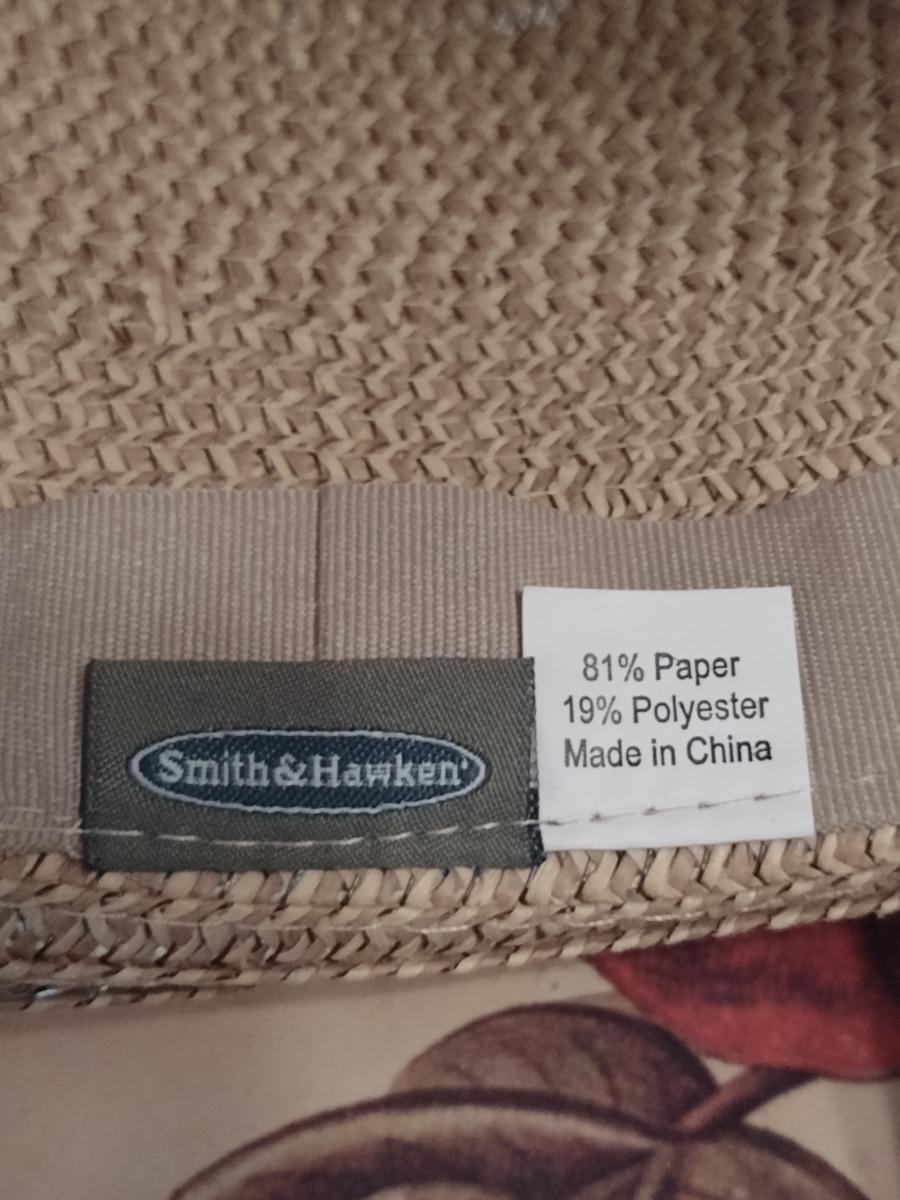 Smith & Hawken
81% Paper
19% Polyester
Made in China